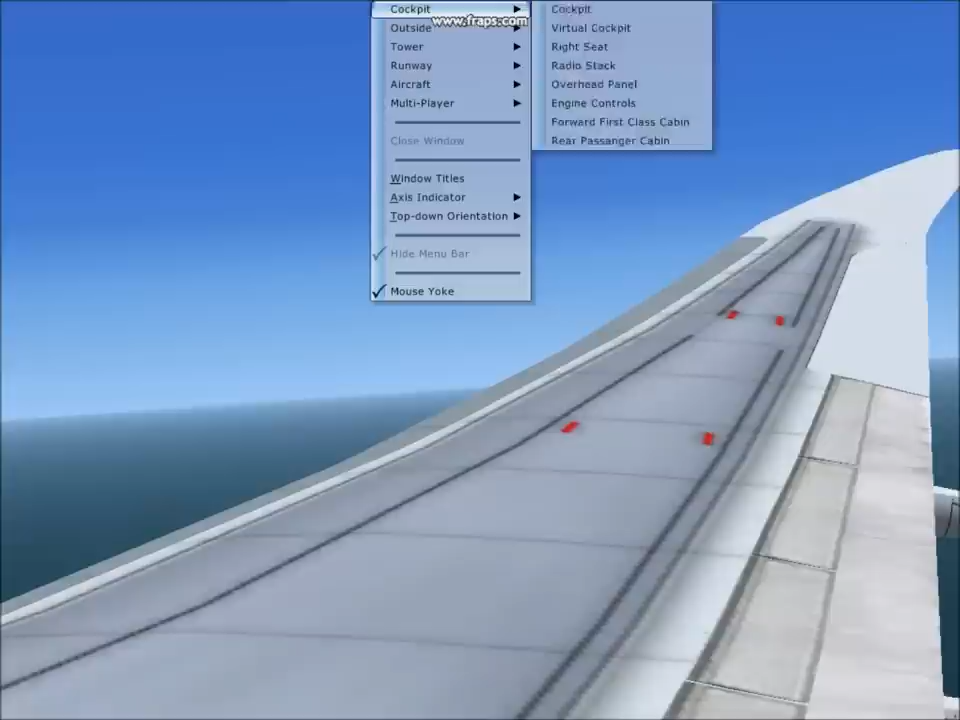 Cockpit
www.fraps.com
Outside
Tower
Runway
Aircraft
Multi-Player
Close Window
Window Titles
Axis Indicator
Top-down Orientation
Hide Menu Bar
Mouse Yoke
Cockpit
Virtual Cockpit
Right Seat
Radio Stack
Overhead Panel
Engine Controls
Forward First Class Cabin
Rear Passanger Cabin